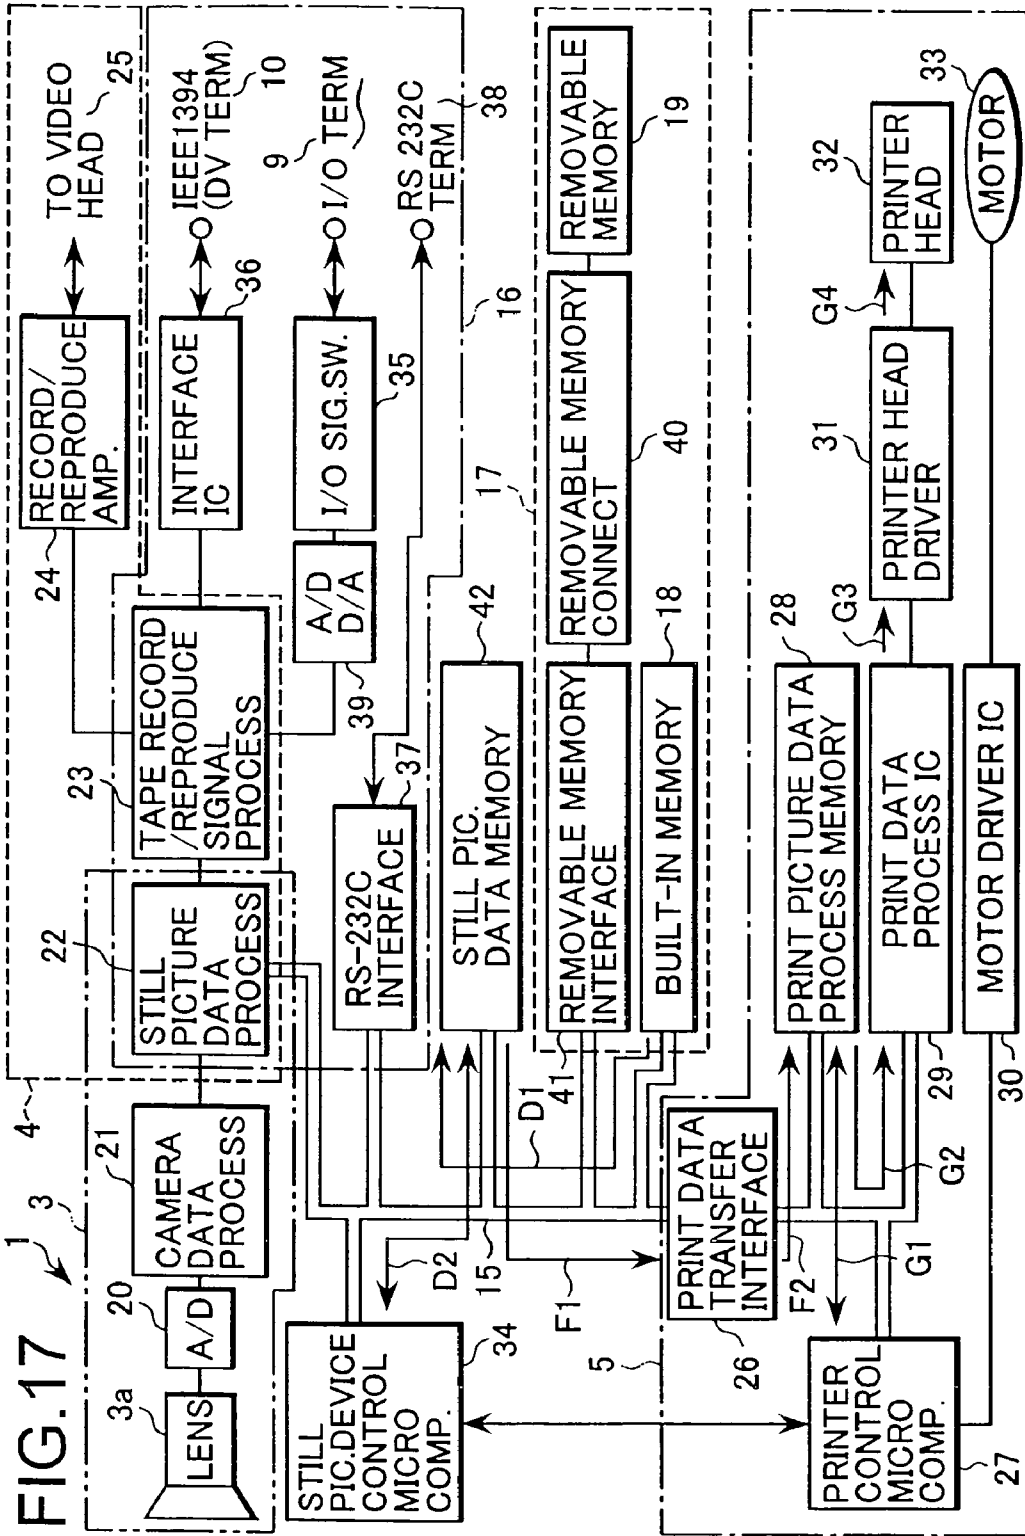 FIG.17
1
3
4
3a
LENS
20
A/D
21
CAMERA
DATA
PROCESS
22
STILL
PICTURE
DATA
PROCESS
23
TAPE RECORD
/REPRODUCE
SIGNAL
PROCESS
24
RECORD/
REPRODUCE
AMP.
TO VIDEO
HEAD
25
INTERFACE
IC
36
IEEE1394
(DV TERM)
10
A/D
D/A
39
I/O SIG.SW.
35
9
I/O TERM
RS 232C
TERM
38
16
RS-232C
INTERFACE
37
STILL
PIC.DEVICE
CONTROL
MICRO
COMP.
34
D2
15
D1
F1
STILL PIC.
DATA MEMORY
42
17
REMOVABLE MEMORY
INTERFACE
41
REMOVABLE MEMORY
CONNECT
40
REMOVABLE
MEMORY
19
BUILT-IN MEMORY
18
5
PRINT DATA
TRANSFER
INTERFACE
26
F2
G1
G2
PRINTER
CONTROL
MICRO
COMP.
27
PRINT PICTURE DATA
PROCESS MEMORY
28
PRINT DATA
PROCESS IC
29
G3
PRINTER HEAD
DRIVER
31
G4
PRINTER
HEAD
32
MOTOR DRIVER IC
30
MOTOR
33